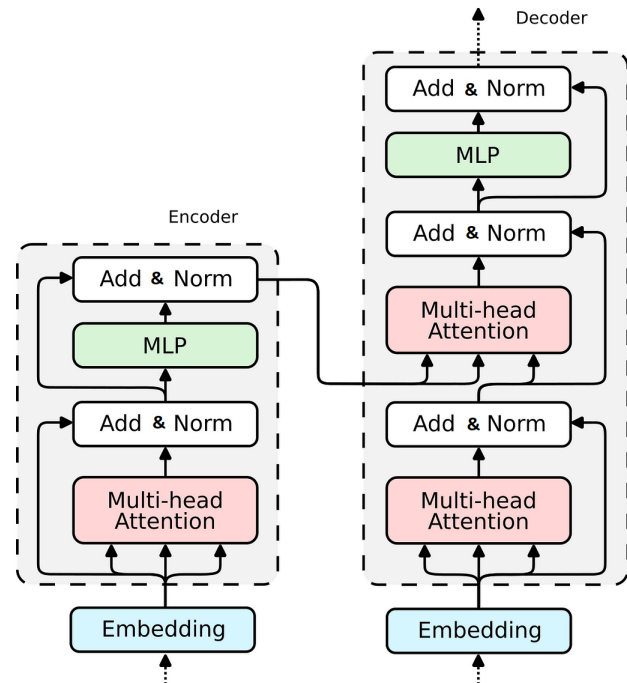 Encoder
Add & Norm
MLP
Add & Norm
Multi-head
Attention
Embedding
Decoder
Add & Norm
MLP
Add & Norm
Multi-head
Attention
Add & Norm
Multi-head
Attention
Embedding